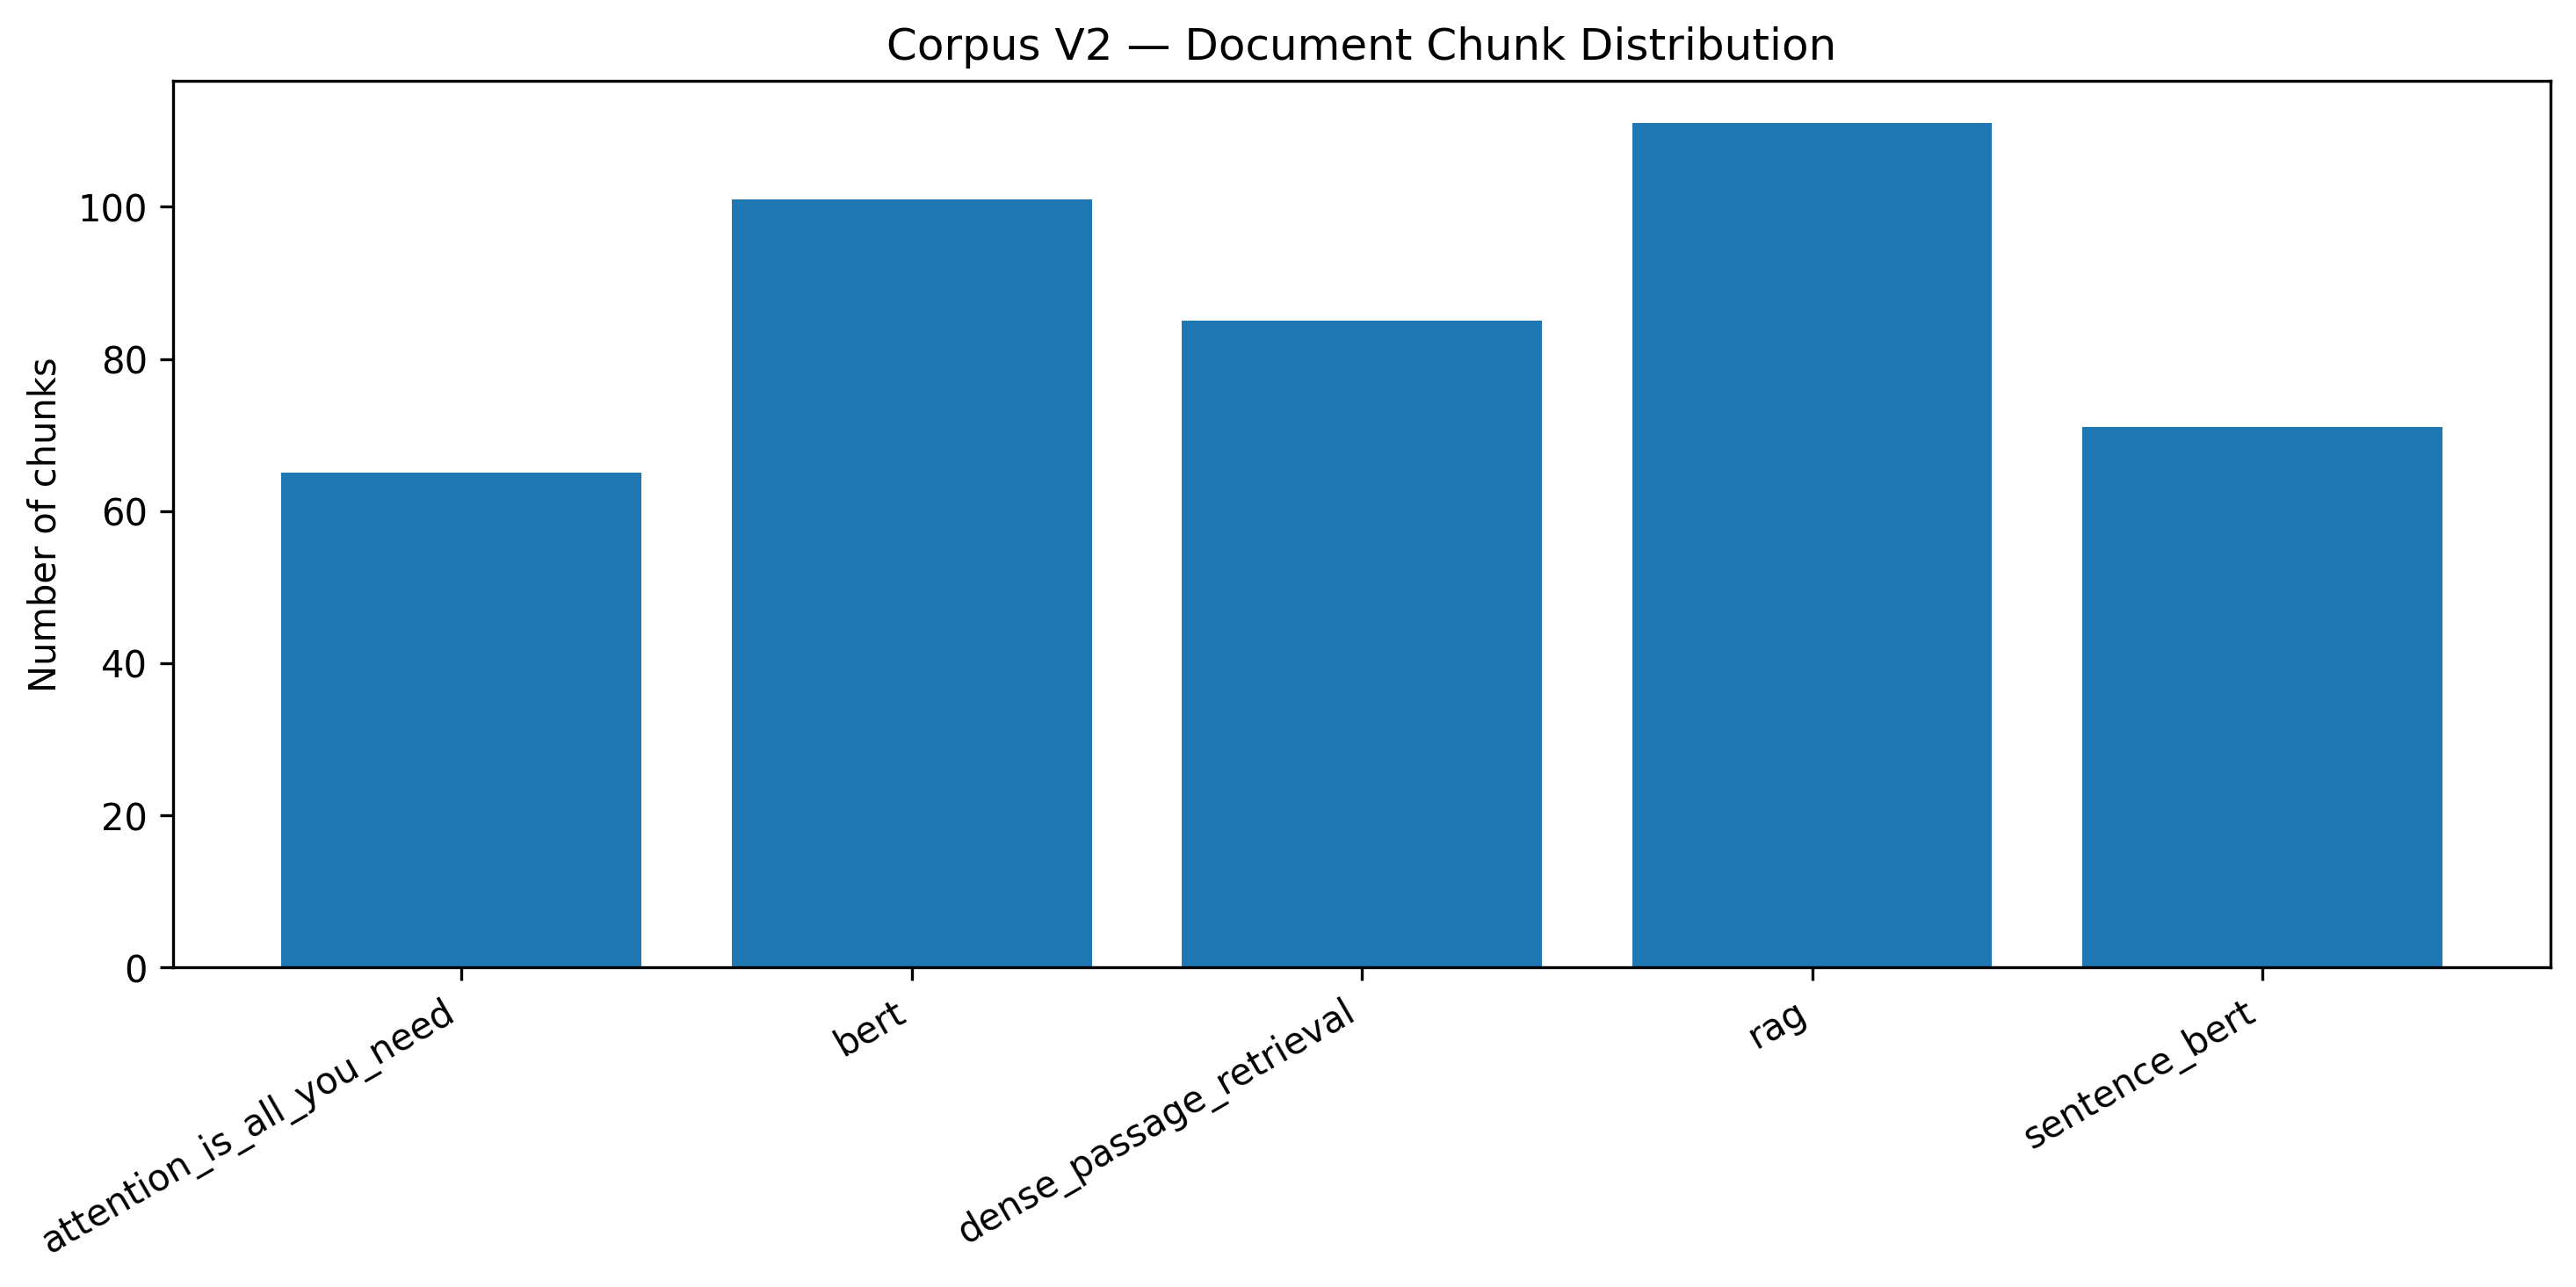 Corpus V2 — Document Chunk Distribution
Number of chunks
100
80
60
40
20
0
attention_is_all_you_need
bert
dense_passage_retrieval
rag
sentence_bert